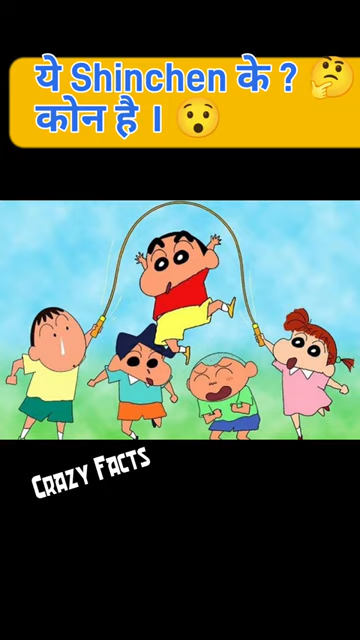 ये Shinchen के ? 🤔
कोन है । 😯
Crazy Facts